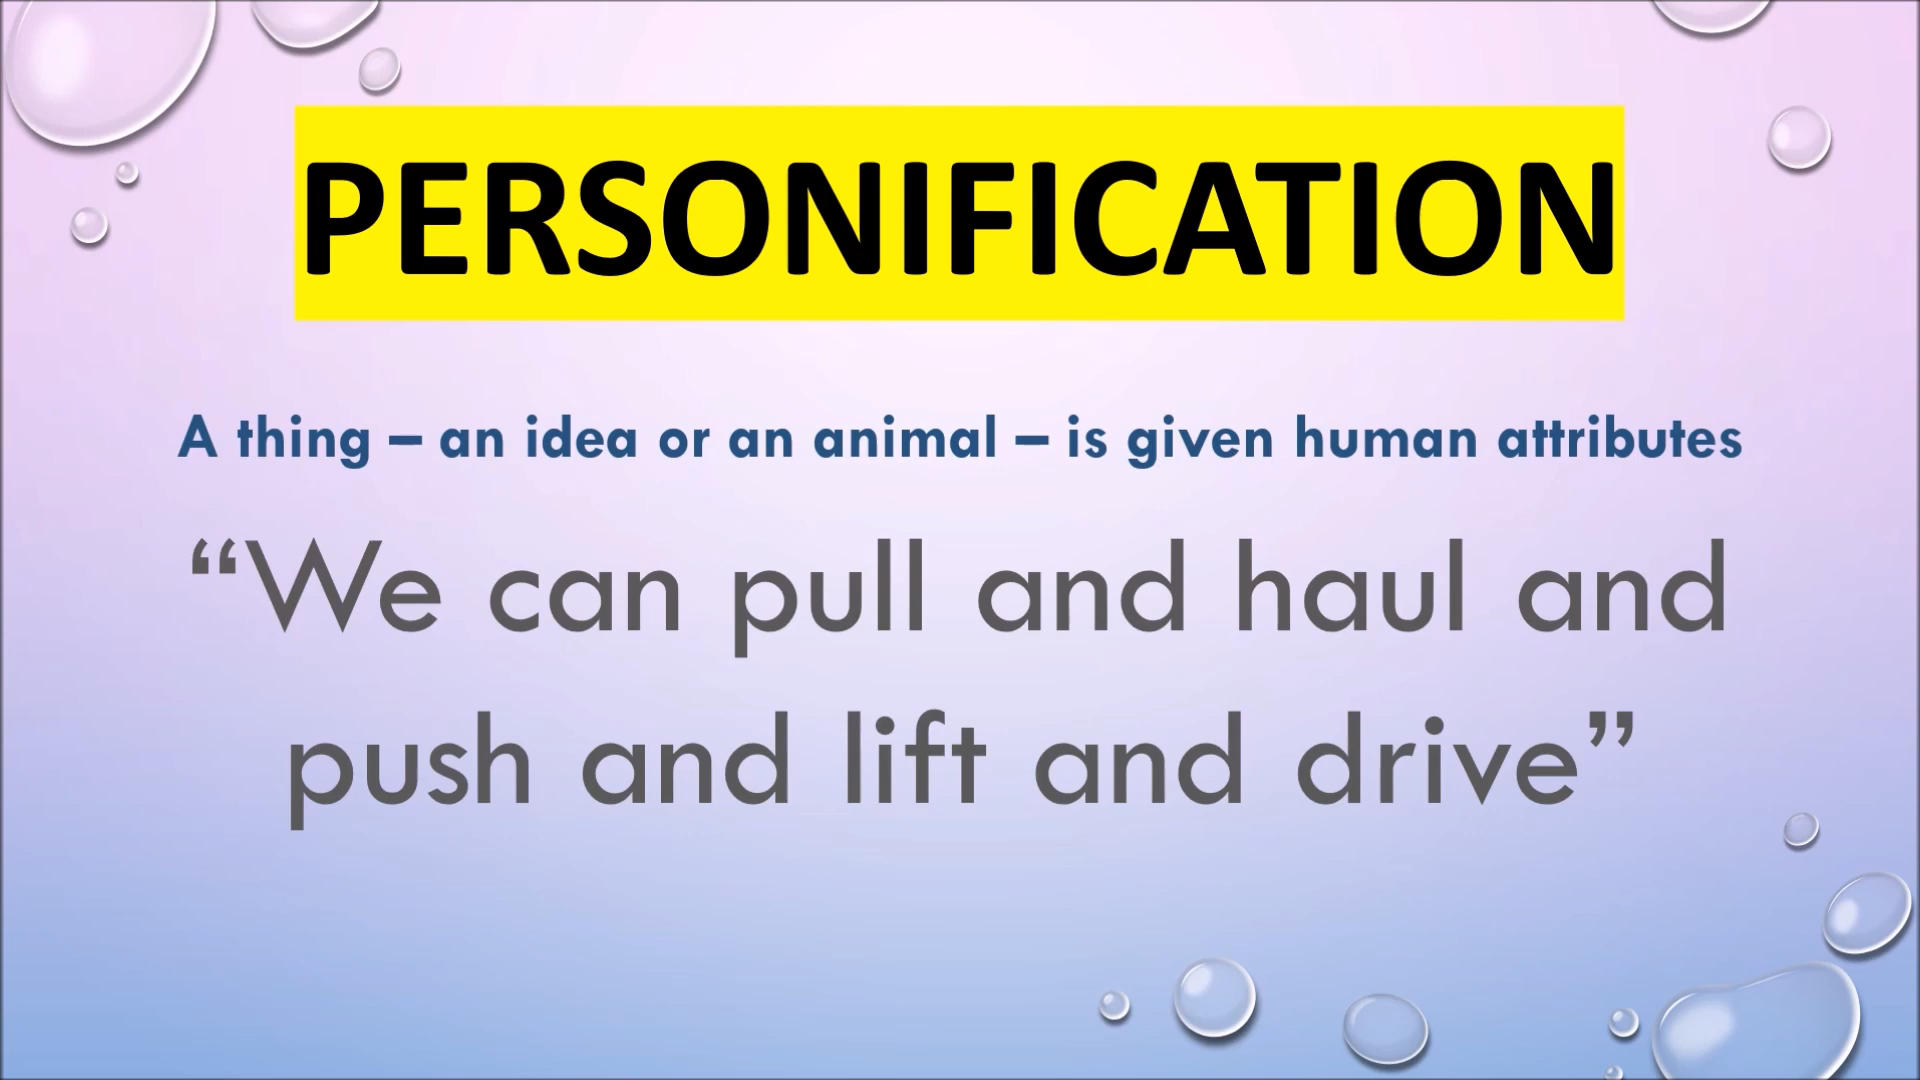 PERSONIFICATION
A thing – an idea or an animal – is given human attributes
“We can pull and haul and
push and lift and drive”